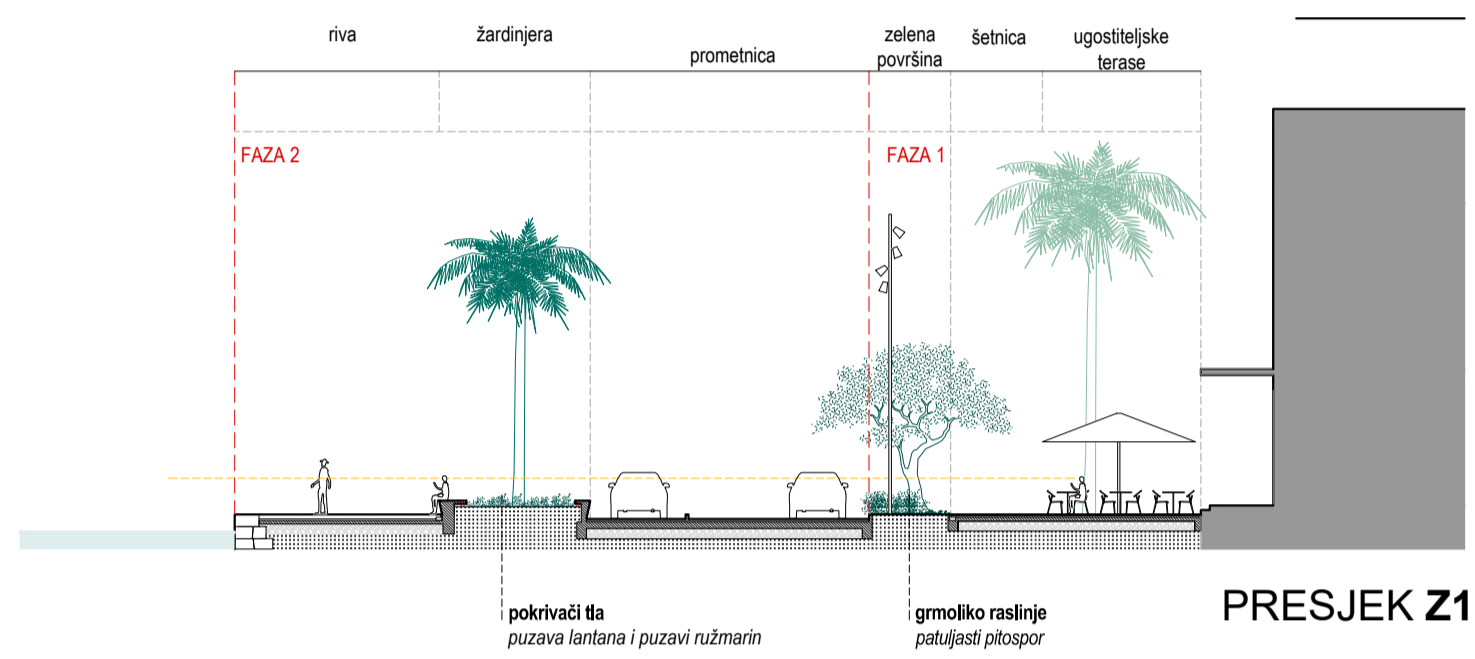 riva
žardinjera
prometnica
zelena
površina
šetnica
ugostiteljske
terase
FAZA 2
FAZA 1
pokrivači tla
puzava lantana i puzavi ružmarin
grmoliko raslinje
patuljasti pitospor
PRESJEK Z1